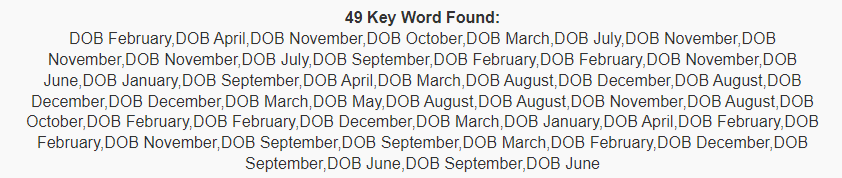 49 Key Word Found:
DOB February,DOB April,DOB November,DOB October,DOB March,DOB July,DOB November,DOB
November,DOB November,DOB July,DOB September,DOB February,DOB February,DOB November,DOB
June,DOB January,DOB September,DOB April,DOB March,DOB August,DOB December,DOB August,DOB
December,DOB December,DOB March,DOB May,DOB August,DOB August,DOB November,DOB August,DOB
October,DOB February,DOB February,DOB December,DOB March,DOB January,DOB April,DOB February,DOB
February,DOB November,DOB September,DOB September,DOB March,DOB February,DOB December,DOB
September,DOB June,DOB September,DOB June